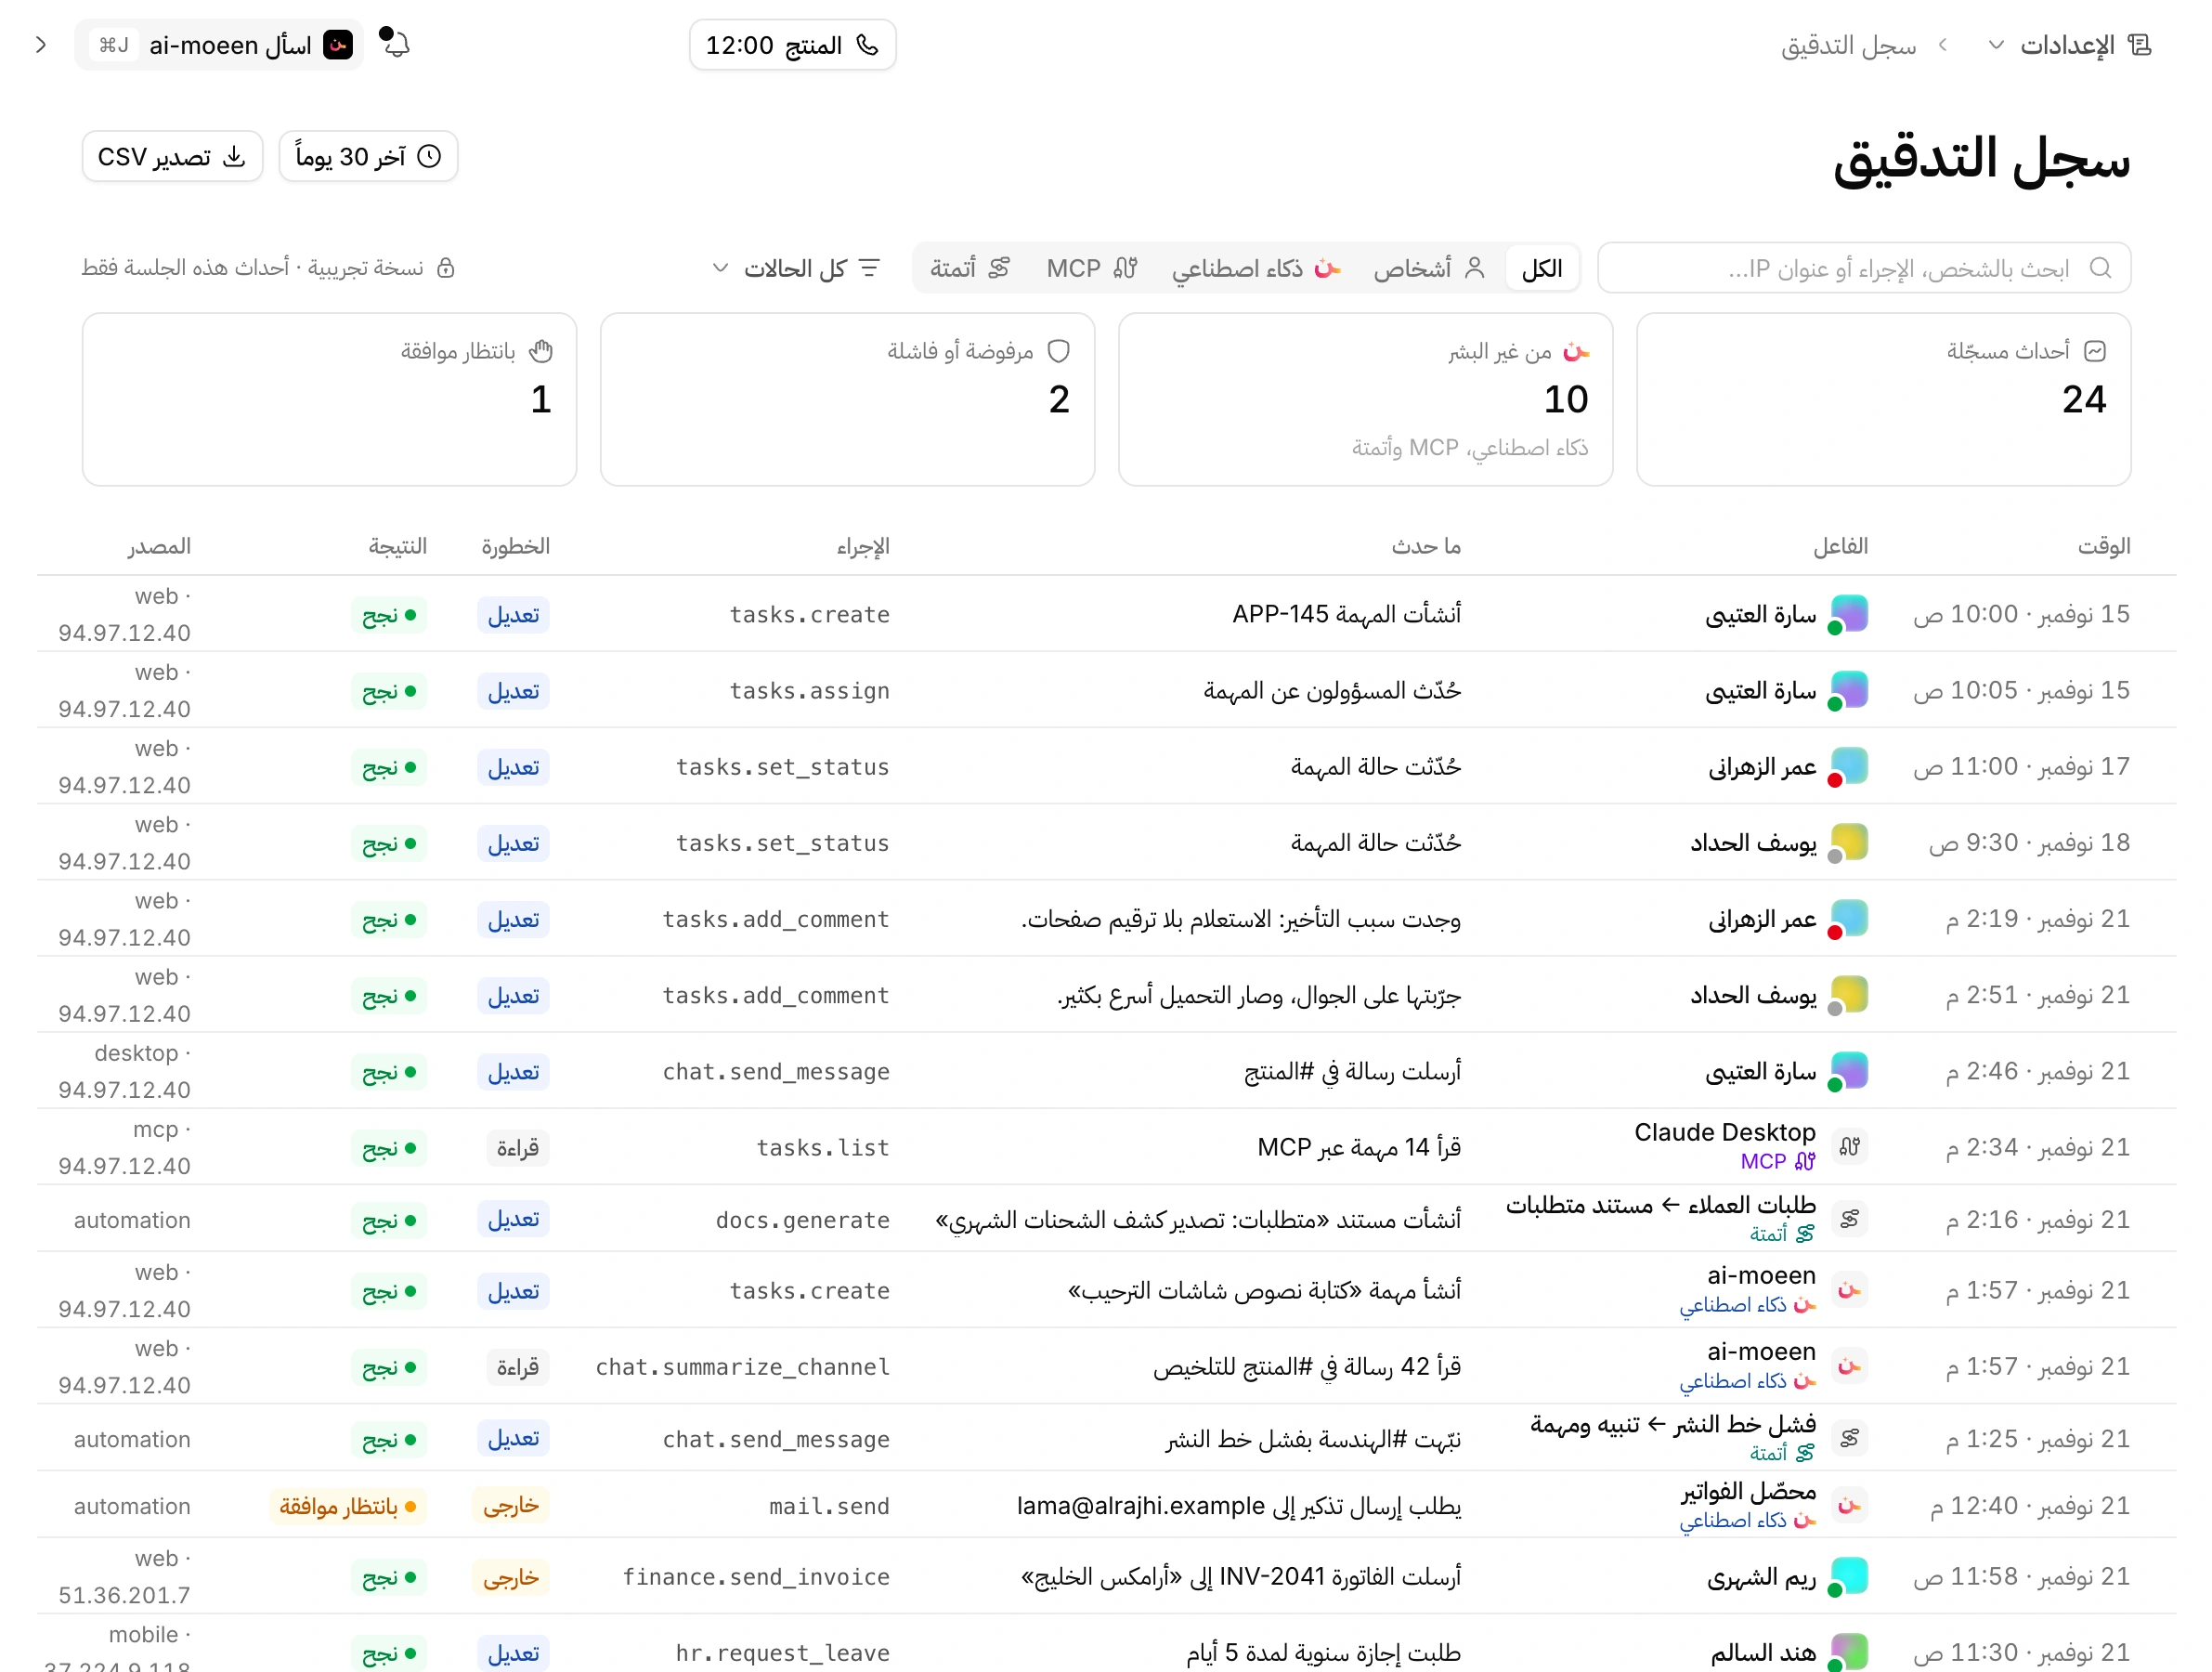 الإعدادات
سجل التدقيق
المنتج 12:00
اسأل ai-moeen ⌘J
سجل التدقيق
آخر 30 يوماً
تصدير CSV
ابحث بالشخص، الإجراء أو عنوان IP...
الكل
أشخاص
ذكاء اصطناعي
MCP
أتمتة
كل الحالات
نسخة تجريبية · أحداث هذه الجلسة فقط
أحداث مسجّلة
24
من غير البشر
10
ذكاء اصطناعي، MCP وأتمتة
مرفوضة أو فاشلة
2
بانتظار موافقة
1
الوقت الفاعل ما حدث الإجراء الخطورة النتيجة المصدر
15 نوفمبر · 10:00 ص سارة العتيبي أنشأت المهمة APP-145 tasks.create تعديل نجح web · 94.97.12.40
15 نوفمبر · 10:05 ص سارة العتيبي حُدّث المسؤولون عن المهمة tasks.assign تعديل نجح web · 94.97.12.40
17 نوفمبر · 11:00 ص عمر الزهراني حُدّثت حالة المهمة tasks.set_status تعديل نجح web · 94.97.12.40
18 نوفمبر · 9:30 ص يوسف الحداد حُدّثت حالة المهمة tasks.set_status تعديل نجح web · 94.97.12.40
21 نوفمبر · 2:19 م عمر الزهراني وجدت سبب التأخير: الاستعلام بلا ترقيم صفحات. tasks.add_comment تعديل نجح web · 94.97.12.40
21 نوفمبر · 2:51 م يوسف الحداد جرّبتها على الجوال، وصار التحميل أسرع بكثير. tasks.add_comment تعديل نجح web · 94.97.12.40
21 نوفمبر · 2:46 م سارة العتيبي أرسلت رسالة في #المنتج chat.send_message تعديل نجح desktop · 94.97.12.40
21 نوفمبر · 2:34 م Claude Desktop MCP قرأ 14 مهمة عبر MCP tasks.list قراءة نجح mcp · 94.97.12.40
21 نوفمبر · 2:16 م طلبات العملاء ← مستند متطلبات أتمتة أنشأت مستند «متطلبات: تصدير كشف الشحنات الشهري» docs.generate تعديل نجح automation
21 نوفمبر · 1:57 م ai-moeen ذكاء اصطناعي أنشأ مهمة «كتابة نصوص شاشات الترحيب» tasks.create تعديل نجح web · 94.97.12.40
21 نوفمبر · 1:57 م ai-moeen ذكاء اصطناعي قرأ 42 رسالة في #المنتج للتلخيص chat.summarize_channel قراءة نجح web · 94.97.12.40
21 نوفمبر · 1:25 م فشل خط النشر ← تنبيه ومهمة أتمتة نبّهت #الهندسة بفشل خط النشر chat.send_message تعديل نجح automation
21 نوفمبر · 12:40 م محصّل الفواتير ذكاء اصطناعي يطلب إرسال تذكير إلى lama@alrajhi.example mail.send خارجي بانتظار موافقة automation
21 نوفمبر · 11:58 ص ريم الشهري أرسلت الفاتورة INV-2041 إلى «أرامكس الخليج» finance.send_invoice خارجي نجح web · 51.36.201.7
21 نوفمبر · 11:30 ص هند السالم طلبت إجازة سنوية لمدة 5 أيام hr.request_leave تعديل نجح mobile · 37.224.9.118